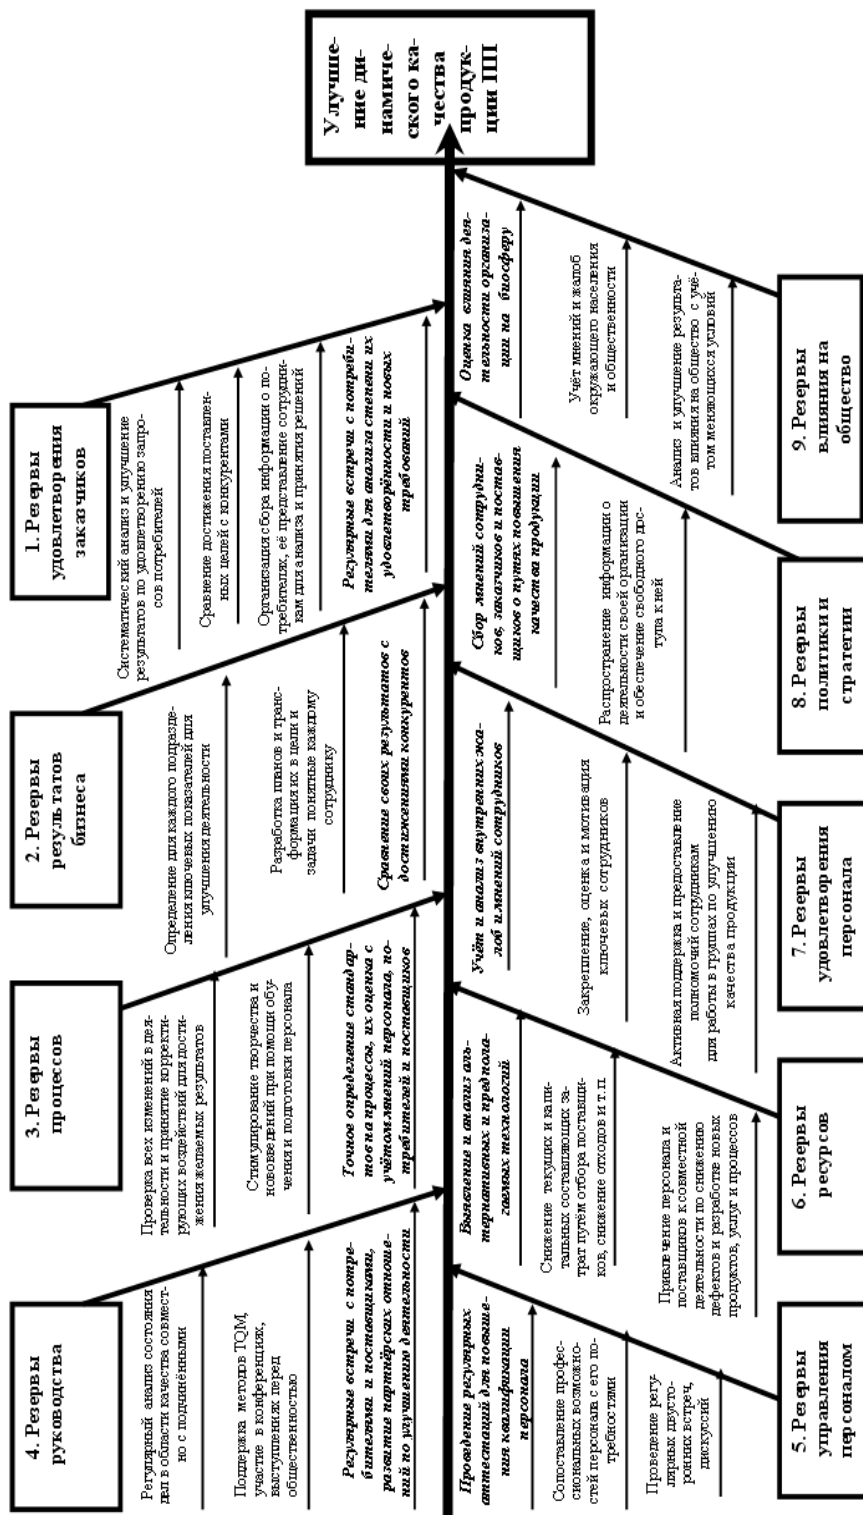 Улучше-
ние ди-
намиче-
ского ка-
чества
продук-
ции ПП
1. Резервы
удовлетворения
заказчиков
Систематический анализ и улучшение
результатов по удовлетворению запро-
сов потребителей
Сравнение достижения поставлен-
ных целей с конкурентами
Организация сбора информации о по-
требителях, её представление сотрудни-
кам для анализа и принятия решений
Регулярные встречи с потреби-
телями для анализа степени их
удовлетворённости и новых
требований
2. Резервы
результатов
бизнеса
Определение для каждого подразде-
ления ключевых показателей для
улучшения деятельности
Разработка планов и транс-
формация их в цели и
задачи понятные каждому
сотруднику
Сравнение своих результатов с
достижениями конкурентов
3. Резервы
процессов
Проверка всех изменений в дея-
тельности и принятие корректи-
рующих воздействий для дости-
жения желаемых результатов
Стимулирование творчества и
нововведений при помощи обу-
чения и подготовки персонала
Точное определение стандар-
тов на процессы, их оценка с
учётом мнений персонала, по-
требителей и поставщиков
4. Резервы
руководства
Регулярный анализ состояния
дел в области качества совмест-
но с подчинёнными
Поддержка методов TQM,
участие в конференциях,
выступлениях перед
общественностью
Регулярные встречи с потре-
бителями и поставщиками,
развитие партнёрских отноше-
ний по улучшению деятельности
Проведение регулярных
аттестаций для повыше-
ния квалификации
персонала
Сопоставление профес-
сиональных возможно-
стей персонала с его по-
требностями
Проведение регу-
лярных двусто-
ронних встреч,
дискуссий
5. Резервы
управления
персоналом
Выявление и анализ аль-
тернативных и предпола-
гаемых технологий
Снижение текущих и капи-
тальных составляющих за-
трат путём отбора поставщи-
ков, снижение отходов и т.п.
Привлечение персонала и
поставщиков к совместной
деятельности по снижению
дефектов и разработке новых
продуктов, услуг и процессов
6. Резервы
ресурсов
Учёт и анализ внутренних жа-
лоб и мнений сотрудников
Закрепление, оценка и мотивация
ключевых сотрудников
Активная поддержка и предоставление
полномочий сотрудникам
для работы в группах по улучшению
качества продукции
7. Резервы
удовлетворения
персонала
Сбор мнений сотрудни-
ков, заказчиков и постав-
щиков о путях повышения
качества продукции
Распространение информации о
деятельности своей организации
и обеспечение свободного дос-
тупа к ней
8. Резервы
политики и
стратегии
Оценка влияния дея-
тельности организа-
ции на биосферу
Учёт мнений и жалоб
окружающего населения
и общественности
Анализ и улучшение результа-
тов влияния на общество с учё-
том меняющихся условий
9. Резервы
влияния на
общество